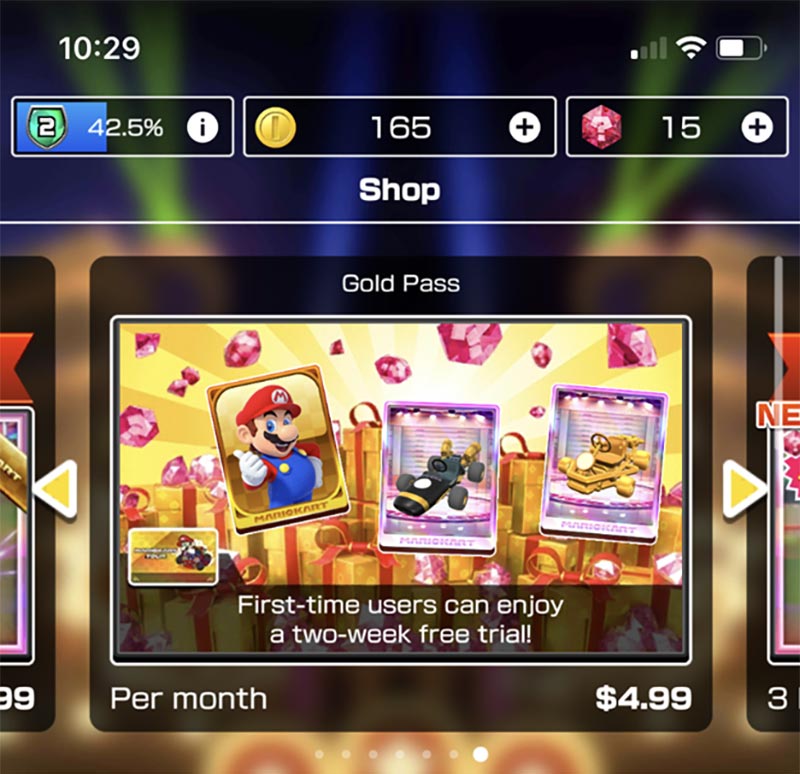 10:29
2 42.5% i 165 + ? 15 +
Shop
Gold Pass
M
MARIOKART
MARIOKART
MARIOKART
NE
First-time users can enjoy
a two-week free trial!
99
Per month
$4.99
3